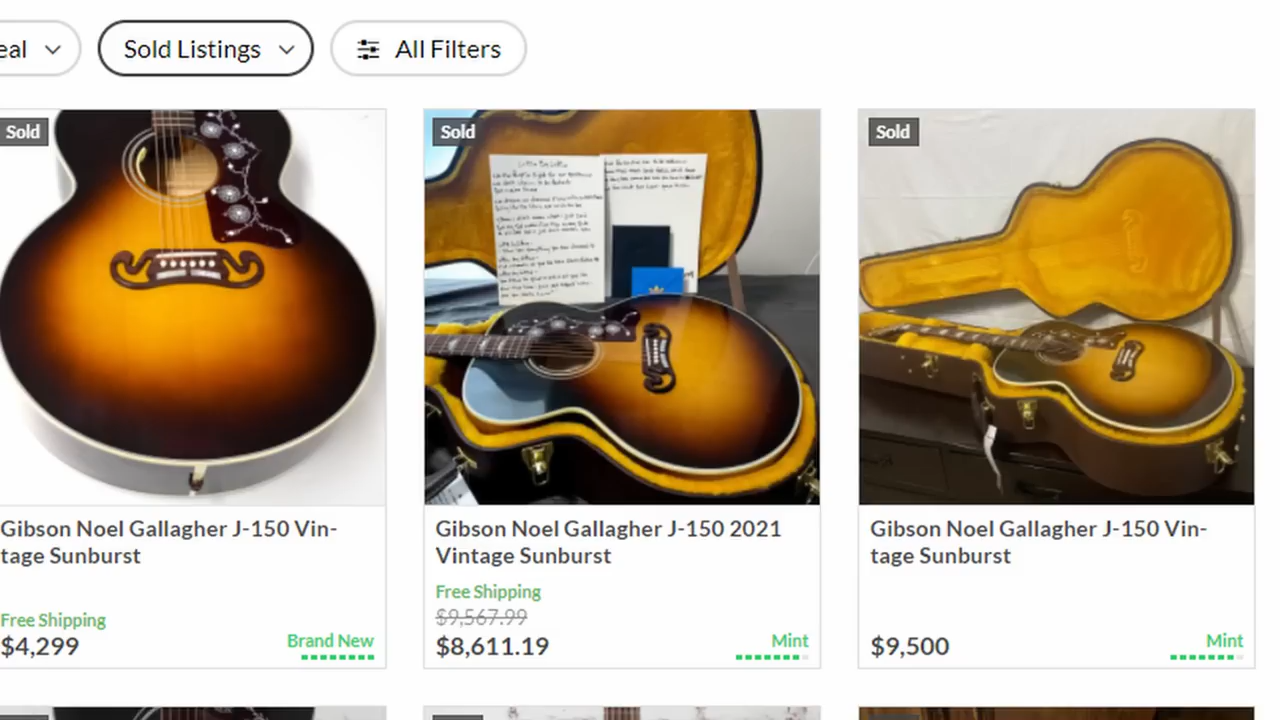 eal
Sold Listings
All Filters
Sold
Sold
Sold
Gibson Noel Gallagher J-150 Vin-
tage Sunburst
Free Shipping
$4,299
Brand New
Gibson Noel Gallagher J-150 2021
Vintage Sunburst
Free Shipping
$9,567.99
$8,611.19
Mint
Gibson Noel Gallagher J-150 Vin-
tage Sunburst
$9,500
Mint